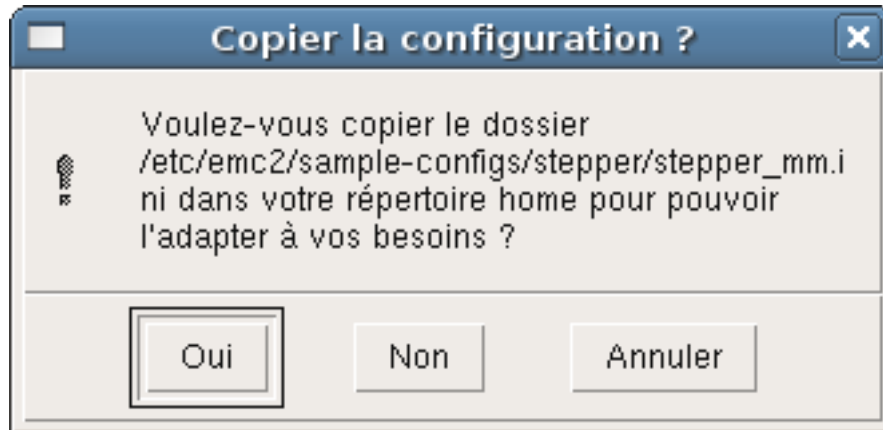 Copier la configuration ?
Voulez-vous copier le dossier
/etc/emc2/sample-configs/stepper/stepper_mm.i
ni dans votre répertoire home pour pouvoir
l'adapter à vos besoins ?
Oui Non Annuler